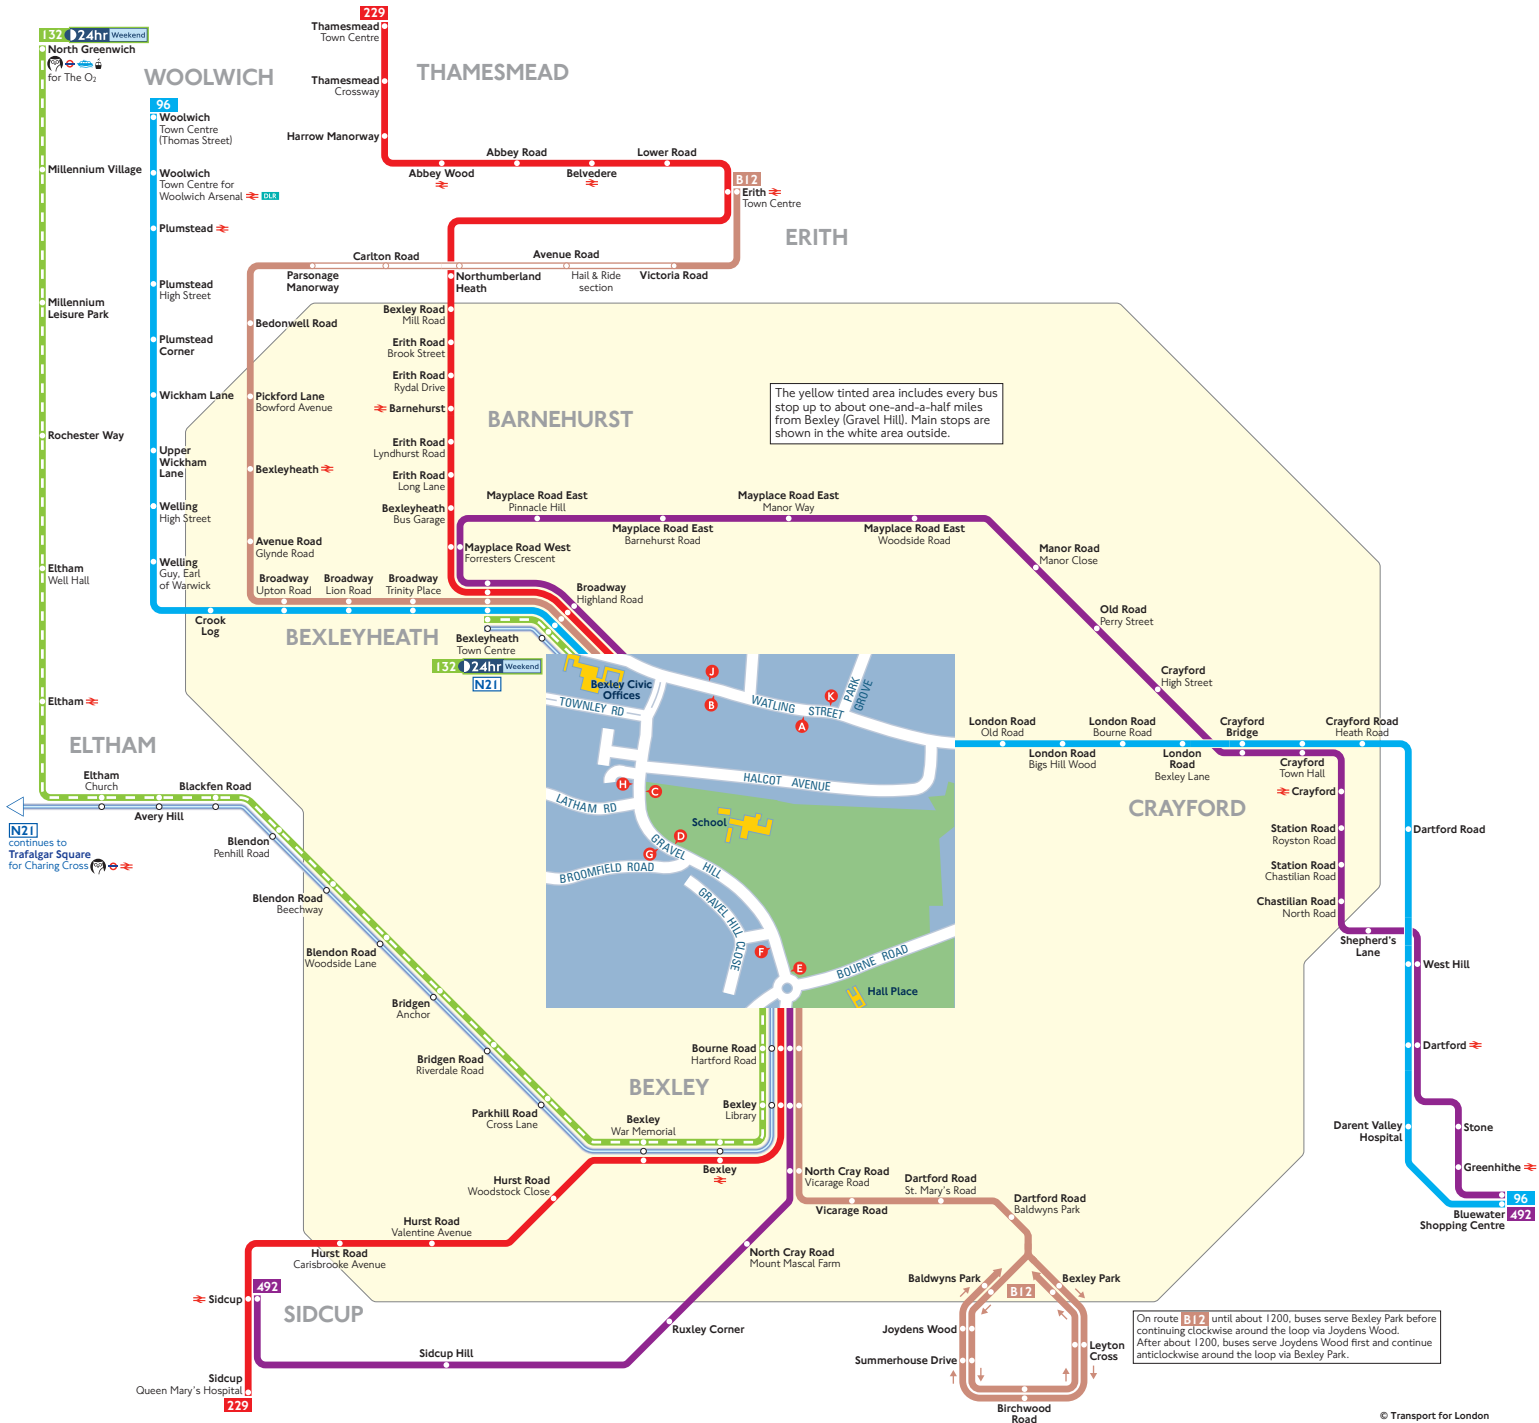 132 24hr Weekend
North Greenwich
for The O2
WOOLWICH
96
Woolwich
Town Centre
(Thomas Street)
Woolwich
Town Centre for
Woolwich Arsenal DLR
Plumstead
Plumstead
High Street
Plumstead
Corner
Wickham Lane
Upper
Wickham
Lane
Welling
High Street
Welling
Guy, Earl
of Warwick
Millennium Village
Millennium
Leisure Park
Rochester Way
Eltham
Well Hall
Eltham
ELTHAM
Eltham
Church
Avery Hill
Blackfen Road
N21
continues to
Trafalgar Square
for Charing Cross
229
Thamesmead
Town Centre
THAMESMEAD
Thamesmead
Crossway
Harrow Manorway
Abbey Wood
Abbey Road
Belvedere
Lower Road
B12
Erith
Town Centre
ERITH
Carlton Road
Parsonage
Manorway
Northumberland
Heath
Avenue Road
Hail & Ride
section
Victoria Road
Bedonwell Road
Pickford Lane
Bowford Avenue
Bexleyheath
Avenue Road
Glynde Road
Bexley Road
Mill Road
Erith Road
Brook Street
Erith Road
Rydal Drive
Barnehurst
Erith Road
Lyndhurst Road
Erith Road
Long Lane
Bexleyheath
Bus Garage
BARNEHURST
The yellow tinted area includes every bus
stop up to about one-and-a-half miles
from Bexley (Gravel Hill). Main stops are
shown in the white area outside.
Mayplace Road East
Pinnacle Hill
Mayplace Road East
Barnehurst Road
Mayplace Road East
Manor Way
Mayplace Road East
Woodside Road
Mayplace Road West
Forresters Crescent
Manor Road
Manor Close
Old Road
Perry Street
Crayford
High Street
Broadway
Upton Road
Broadway
Lion Road
Broadway
Trinity Place
Broadway
Highland Road
Crook
Log
BEXLEYHEATH
Bexleyheath
Town Centre
132 24hr Weekend
N21
Bexley Civic
Offices
TOWNLEY RD
J
B
K
A
WATLING STREET
PARK
GROVE
HALCOT AVENUE
H
C
LATHAM RD
School
D
G
GRAVEL HILL
BROOMFIELD ROAD
GRAVEL HILL CLOSE
F
E
BOURNE ROAD
Hall Place
London Road
Old Road
London Road
Bigs Hill Wood
London Road
Bourne Road
London
Road
Bexley Lane
Crayford
Bridge
Crayford
Town Hall
Crayford Road
Heath Road
CRAYFORD
Crayford
Station Road
Royston Road
Station Road
Chastilian Road
Chastilian Road
North Road
Shepherd's
Lane
Dartford Road
West Hill
Dartford
Darent Valley
Hospital
Stone
Greenhithe
96
Bluewater
Shopping Centre
492
Blendon
Penhill Road
Blendon Road
Beechway
Blendon Road
Woodside Lane
Bridgen
Anchor
Bridgen Road
Riverdale Road
Parkhill Road
Cross Lane
BEXLEY
Bexley
War Memorial
Bexley
Bourne Road
Hartford Road
Bexley
Library
Hurst Road
Woodstock Close
Hurst Road
Valentine Avenue
Hurst Road
Carisbrooke Avenue
492
Sidcup
SIDCUP
Sidcup
Queen Mary's Hospital
229
Sidcup Hill
Ruxley Corner
North Cray Road
Mount Mascal Farm
North Cray Road
Vicarage Road
Vicarage Road
Dartford Road
St. Mary's Road
Dartford Road
Baldwyns Park
Baldwyns Park
Bexley Park
B12
Joydens Wood
Summerhouse Drive
Leyton
Cross
Birchwood
Road
On route B12 until about 1200, buses serve Bexley Park before
continuing clockwise around the loop via Joydens Wood.
After about 1200, buses serve Joydens Wood first and continue
anticlockwise around the loop via Bexley Park.
© Transport for London